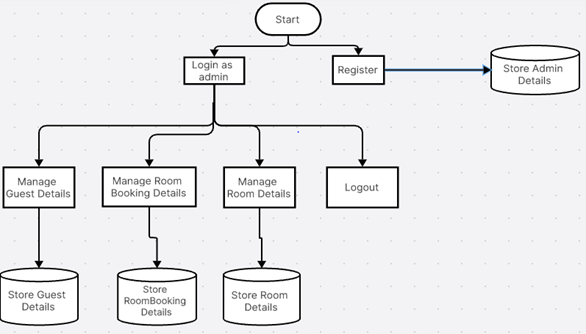 Start
Login as
admin
Register
Store Admin
Details
Manage
Guest Details
Manage Room
Booking Details
Manage
Room Details
Logout
Store Guest
Details
Store
RoomBooking
Details
Store Room
Details